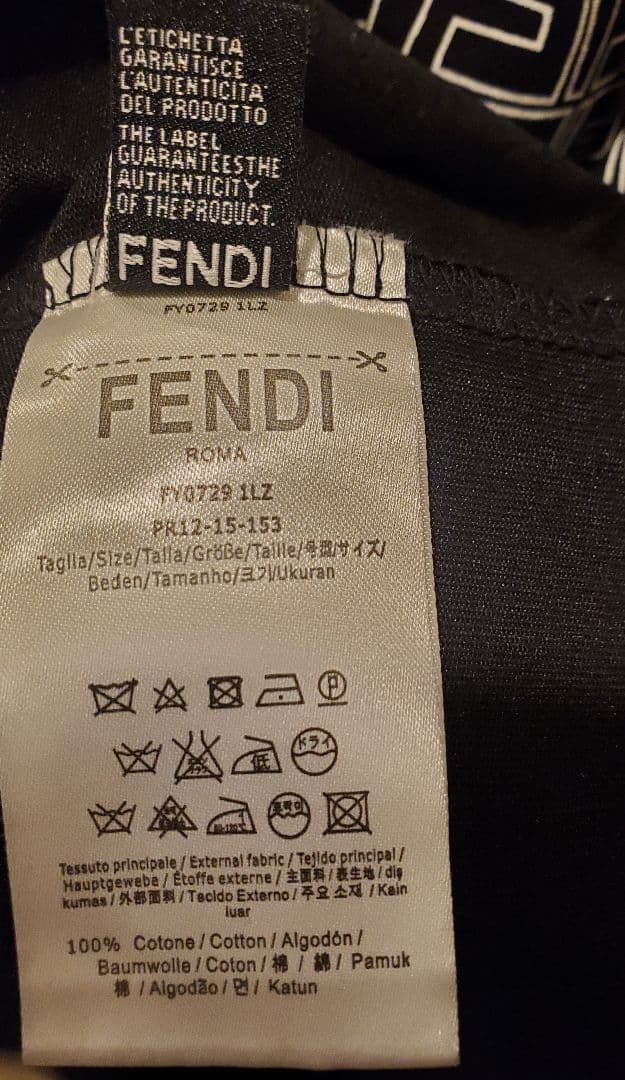 L'ETICHETTA
GARANTISCE
L'AUTENTICITA'
DEL PRODOTTO
THE LABEL
GUARANTEESTHE
AUTHENTICITY
OF THE PRODUCT.
FENDI
FY0729 1LZ
FENDI
ROMA
FY0729 1LZ
PR12-15-153
Taglia/Size/Talla/Größe/Taille/号型/サイズ/
Beden/Tamanho/크기/Ukuran
P
低 ドライ
Tessuto principale / External fabric / Tejido principal /
Hauptgewebe / Étoffe externe / 主面料 / 表生地 / dış
kumas / 外部面料 / Tecido Externo / 주요 소재 / Kain
luar
100% Cotone / Cotton / Algodón /
Baumwolle / Coton / 棉 / 綿 / Pamuk
棉 / Algodão / 면 / Katun